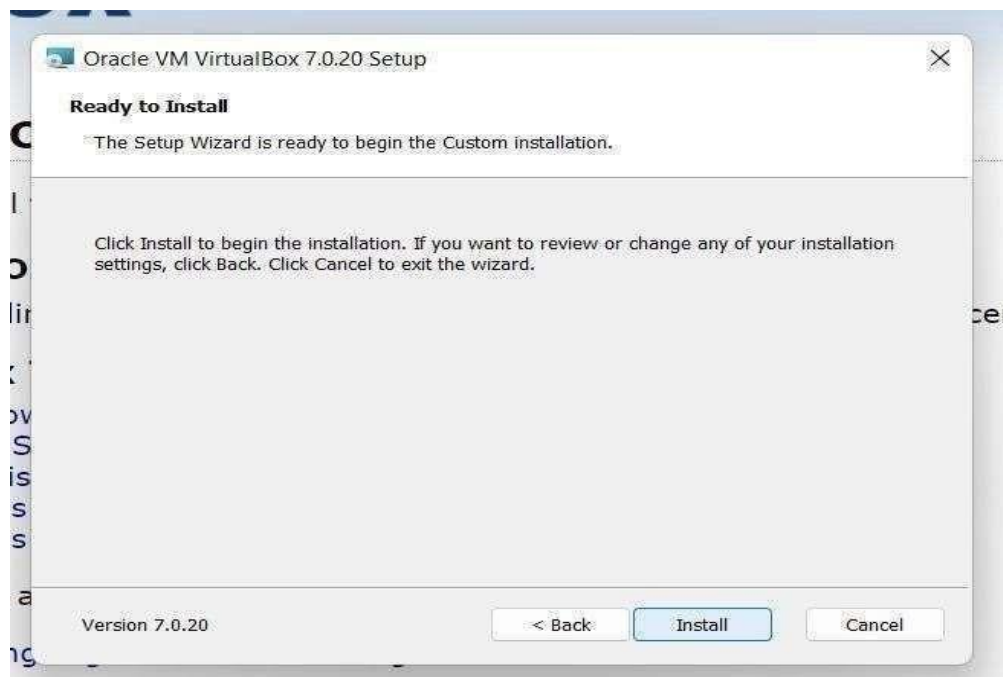 Oracle VM VirtualBox 7.0.20 Setup
Ready to Install
The Setup Wizard is ready to begin the Custom installation.
Click Install to begin the installation. If you want to review or change any of your installation
settings, click Back. Click Cancel to exit the wizard.
Version 7.0.20
< Back
Install
Cancel